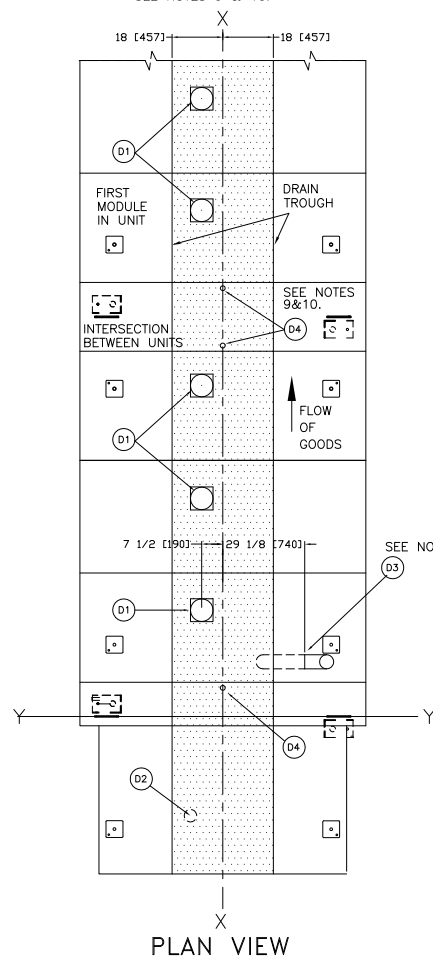 X
18 [457]
18 [457]
D1
FIRST
MODULE
IN UNIT
DRAIN
TROUGH
SEE NOTES
9&10.
D4
INTERSECTION
BETWEEN UNITS
D1
FLOW
OF
GOODS
7 1/2 [190]
29 1/8 [740]
SEE NO
D3
D1
Y
Y
D4
D2
X
PLAN VIEW